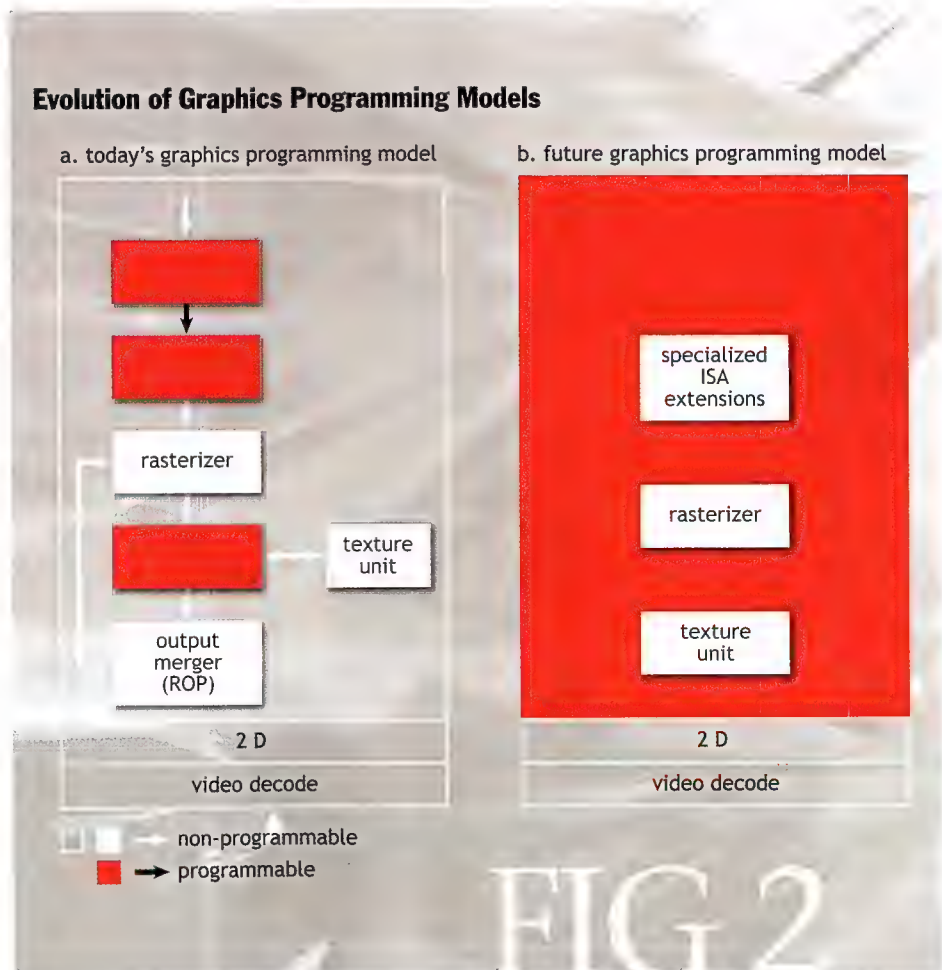 Evolution of Graphics Programming Models
a. today's graphics programming model
rasterizer
texture
unit
output
merger
(ROP)
2 D
video decode
b. future graphics programming model
specialized
ISA
extensions
rasterizer
texture
unit
2 D
video decode
non-programmable
programmable
FIG 2